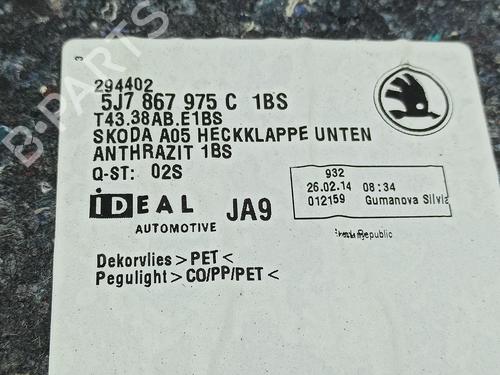 294402
5J7 867 975 C 1BS
T43.38AB.E1BS
SKODA A05 HECKKLAPPE UNTEN
ANTHRAZIT 1BS
Q-ST: 02S
932
26.02.14 08:34
012159 Gumanova Silvia
iDEAL
AUTOMOTIVE
JA9
Republic
Dekorvlies > PET <
Pegulight > CO/PP/PET <
3
B-PARTS